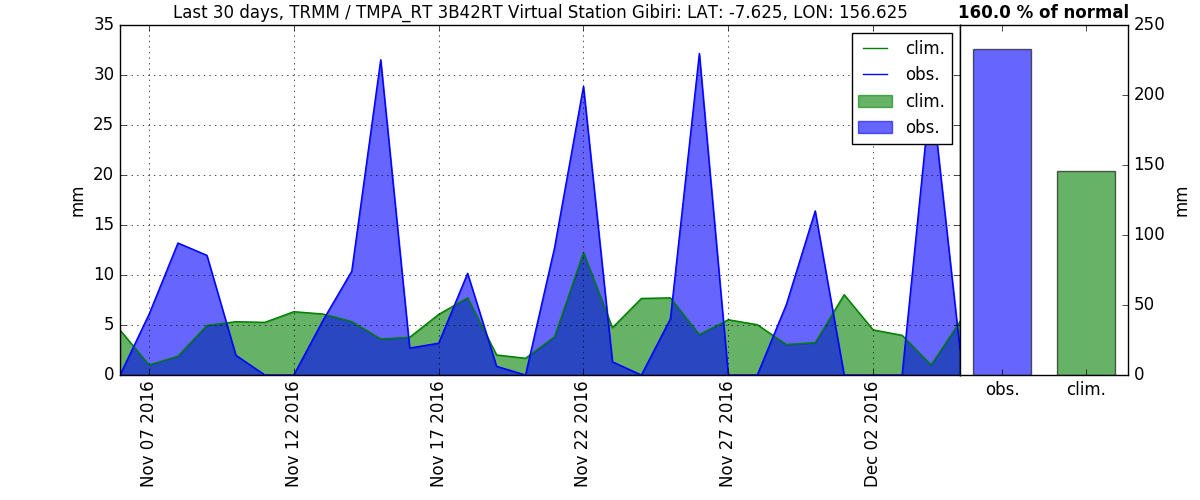 Last 30 days, TRMM / TMPA_RT 3B42RT Virtual Station Gibiri: LAT: -7.625, LON: 156.625
160.0 % of normal
35
30
25
20
15
10
5
0
mm
clim.
obs.
clim.
obs.
Nov 07 2016
Nov 12 2016
Nov 17 2016
Nov 22 2016
Nov 27 2016
Dec 02 2016
250
200
150
100
50
0
mm
obs.
clim.